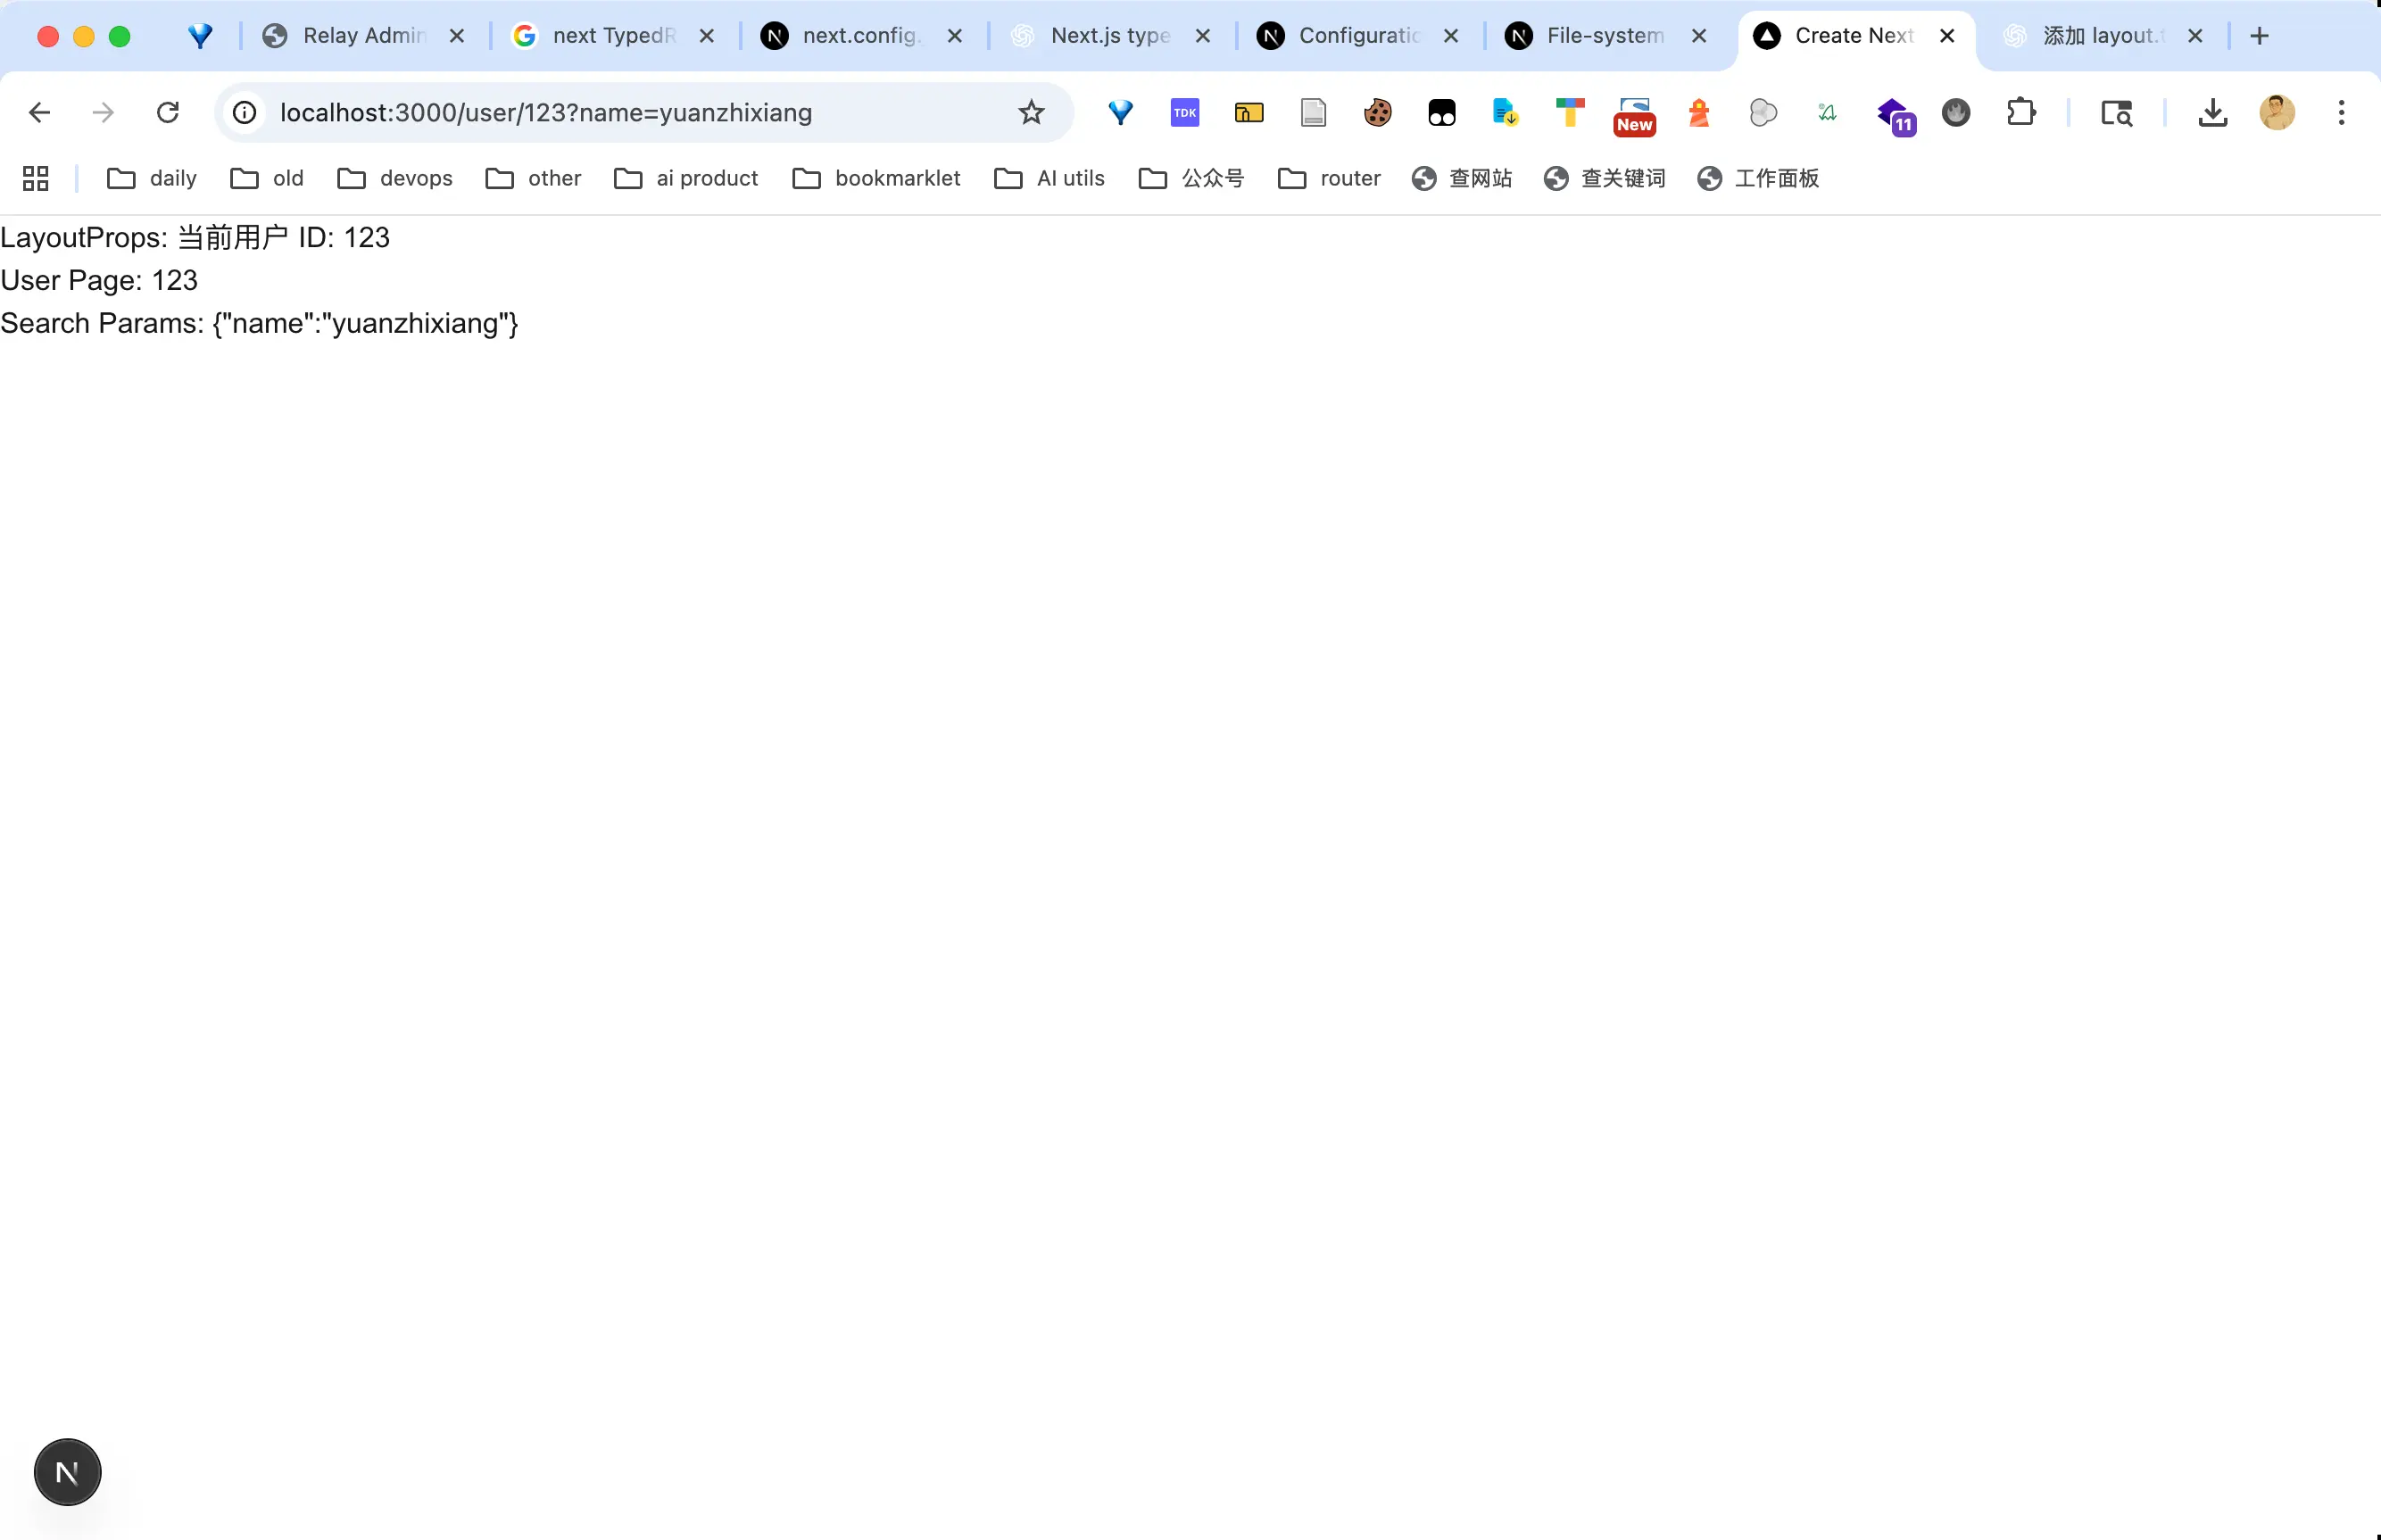 Relay Admin
next TypedR
next.config.
Next.js type
Configuratio
File-system
Create Next
添加 layout.t
localhost:3000/user/123?name=yuanzhixiang
TDK
New
11
daily
old
devops
other
ai product
bookmarklet
AI utils
公众号
router
查网站
查关键词
工作面板
LayoutProps: 当前用户 ID: 123
User Page: 123
Search Params: {"name":"yuanzhixiang"}
N